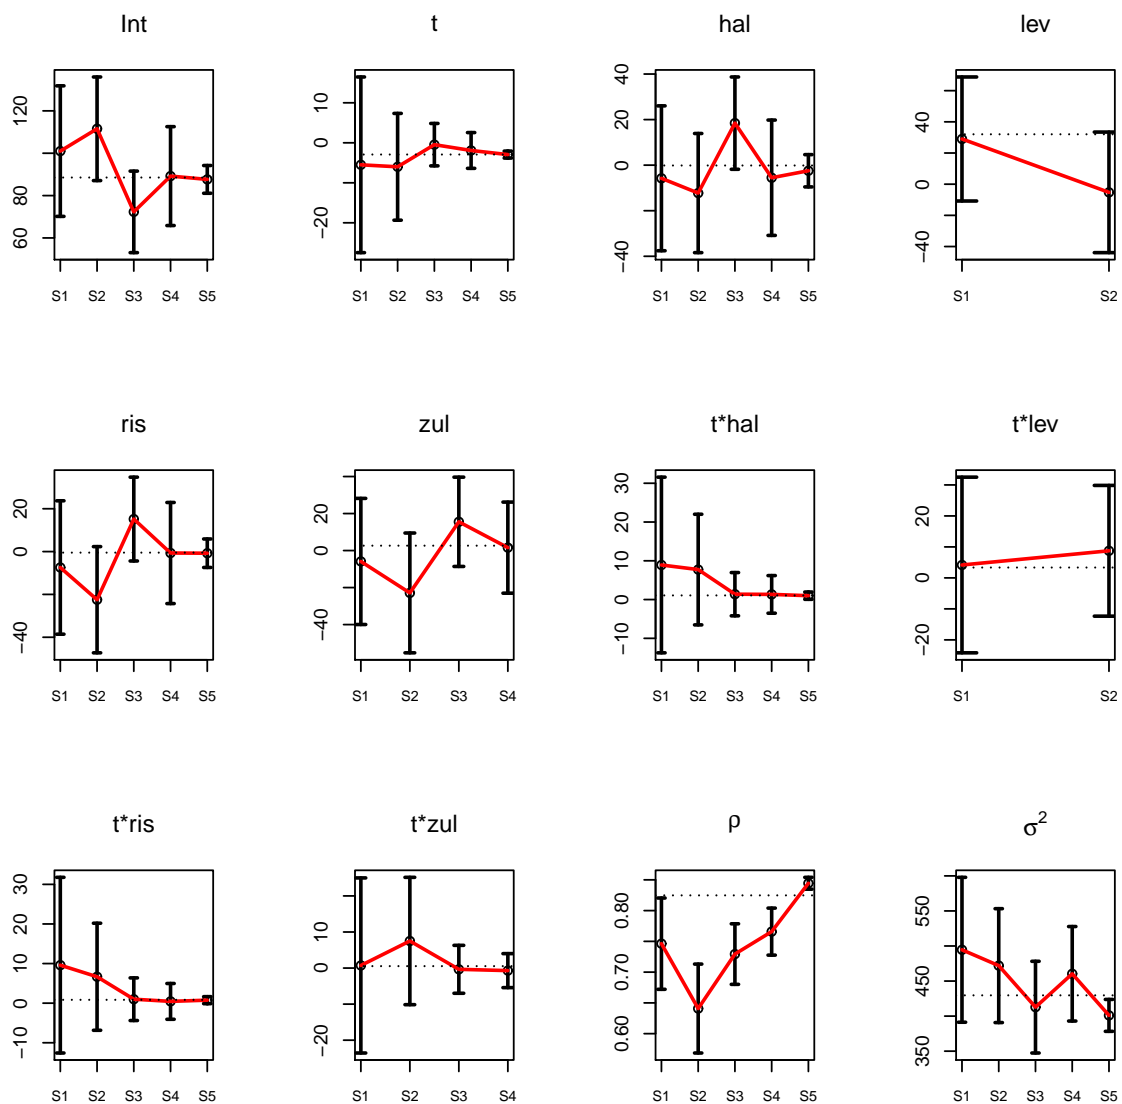 Int
120
80
60
S1 S2 S3 S4 S5
t
10
0
−20
S1 S2 S3 S4 S5
hal
40
20
0
−40
S1 S2 S3 S4 S5
lev
40
0
−40
S1 S2
ris
20
0
−40
S1 S2 S3 S4 S5
zul
20
0
−40
S1 S2 S3 S4
t*hal
30
20
10
0
−10
S1 S2 S3 S4 S5
t*lev
20
0
−20
S1 S2
t*ris
30
20
10
0
−10
S1 S2 S3 S4 S5
t*zul
10
0
−20
S1 S2 S3 S4
ρ
0.80
0.70
0.60
S1 S2 S3 S4 S5
σ²
550
450
350
S1 S2 S3 S4 S5